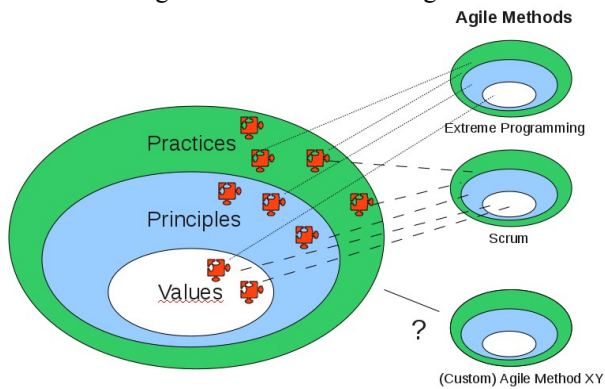 Agile Methods
Practices
Extreme Programming
Principles
Scrum
Values
?
(Custom) Agile Method XY